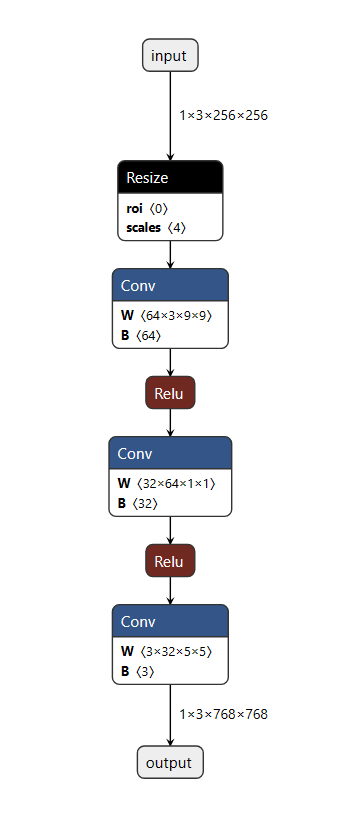 input
1×3×256×256
Resize
roi 〈0〉
scales 〈4〉
Conv
W 〈64×3×9×9〉
B 〈64〉
Relu
Conv
W 〈32×64×1×1〉
B 〈32〉
Relu
Conv
W 〈3×32×5×5〉
B 〈3〉
1×3×768×768
output